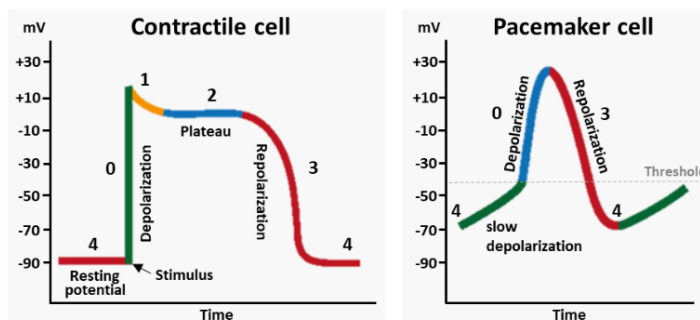 Contractile cell
mV
+30
+10
-10
-30
-50
-70
-90
1
2
Plateau
0
Depolarization
Repolarization
3
4
4
Resting
potential
Stimulus
Time
Pacemaker cell
mV
+30
+10
-10
-30
-50
-70
-90
0
Depolarization
Repolarization
3
Threshold
4
4
slow
depolarization
Time